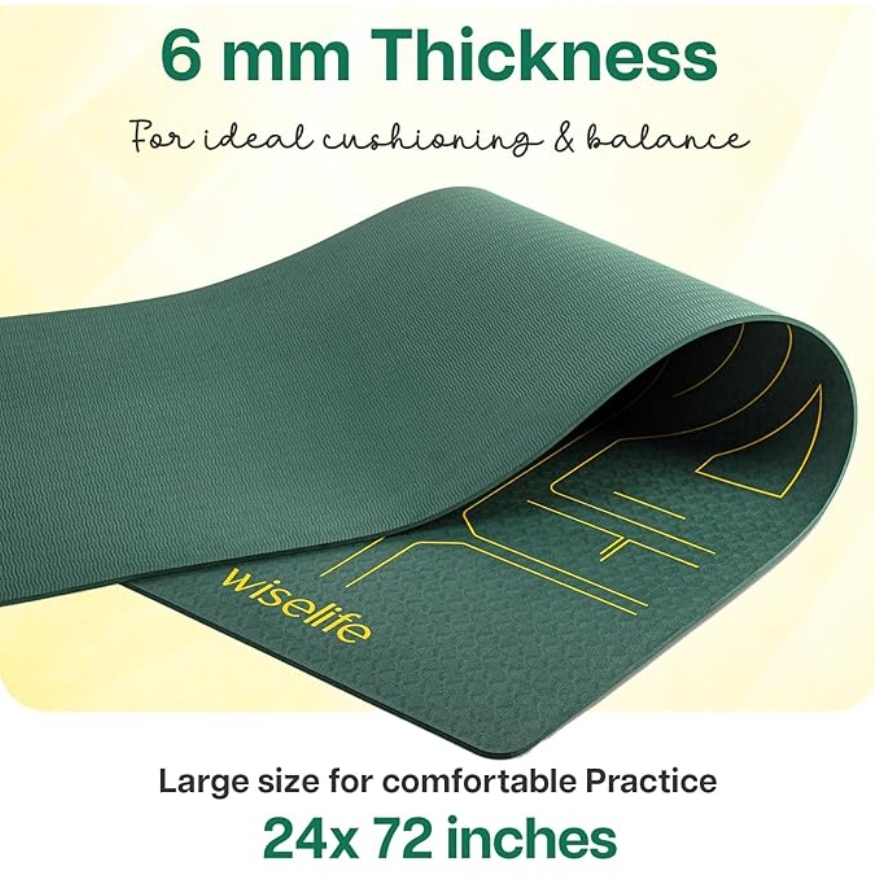 6 mm Thickness
For ideal cushioning & balance
wiselife
Large size for comfortable Practice
24x 72 inches